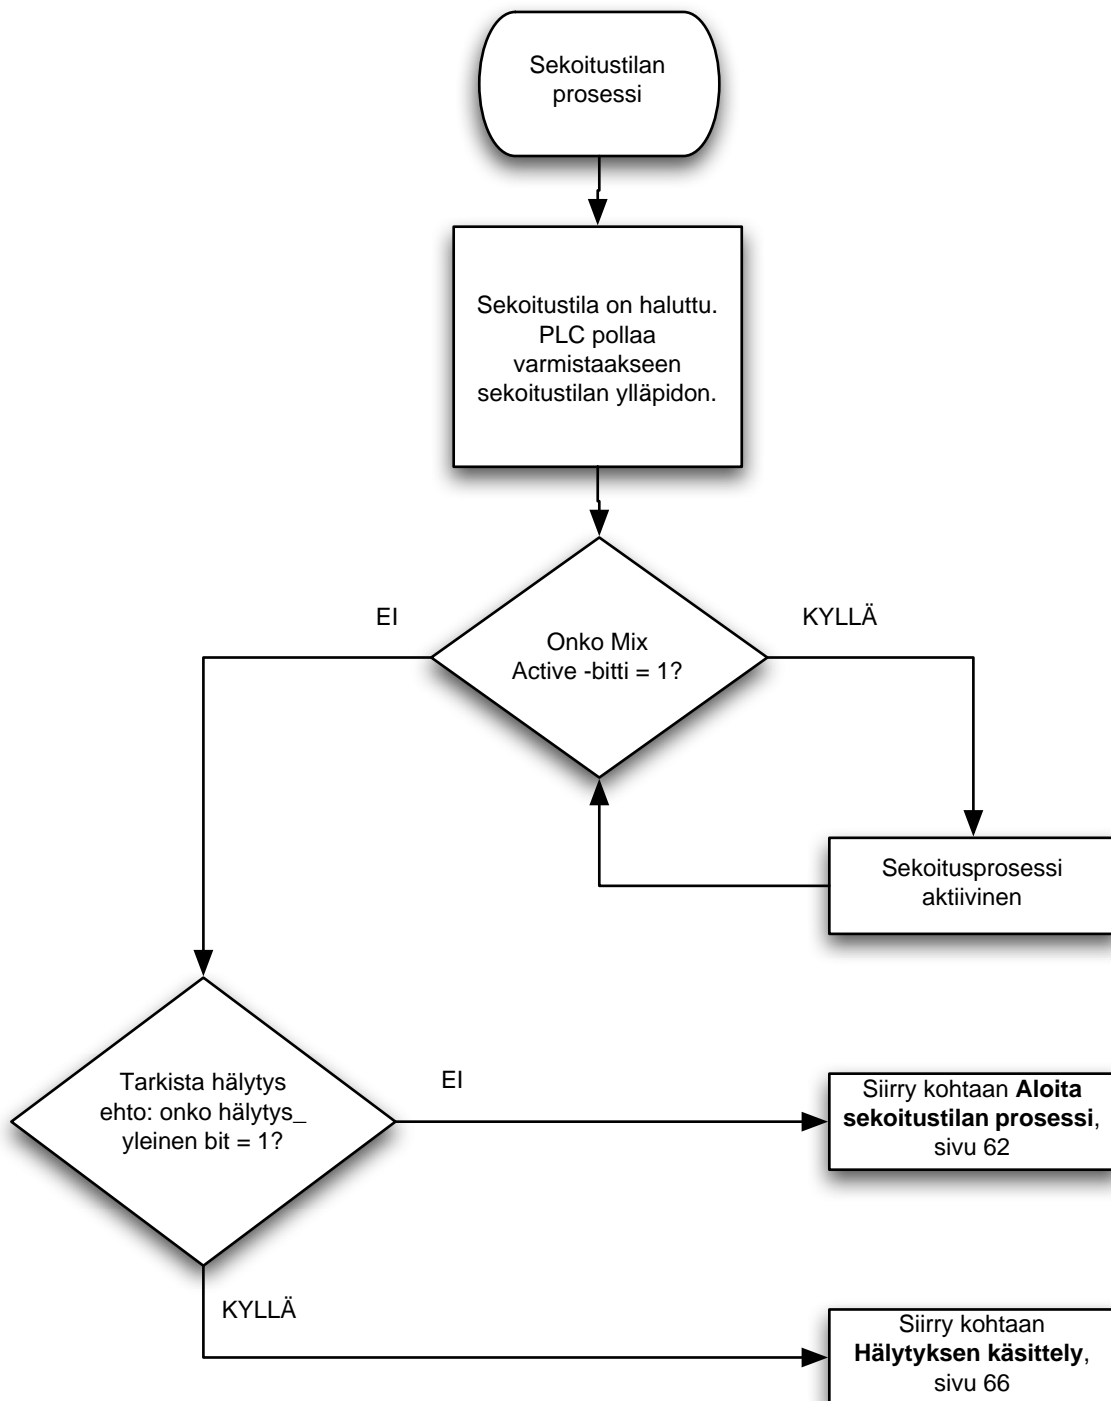 Sekoitustilan
prosessi
Sekoitustila on haluttu.
PLC pollaa
varmistaakseen
sekoitustilan ylläpidon.
EI
KYLLÄ
Onko Mix
Active -bitti = 1?
Sekoitusprosessi
aktiivinen
Tarkista hälytys
ehto: onko hälytys_
yleinen bit = 1?
EI
Siirry kohtaan Aloita
sekoitustilan prosessi,
sivu 62
KYLLÄ
Siirry kohtaan
Hälytyksen käsittely,
sivu 66